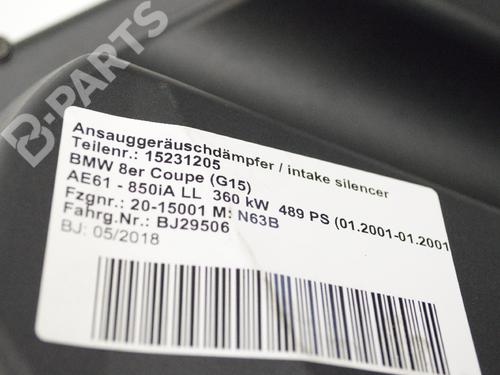 B-PARTS
Ansauggeräuschdämpfer / intake silencer
Teilenr.: 15231205
BMW 8er Coupe (G15)
AE61 - 850iA LL 360 kW 489 PS (01.2001-01.2001
Fzgnr.: 20-15001 M: N63B
Fahrg.Nr.: BJ29506
BJ: 05/2018